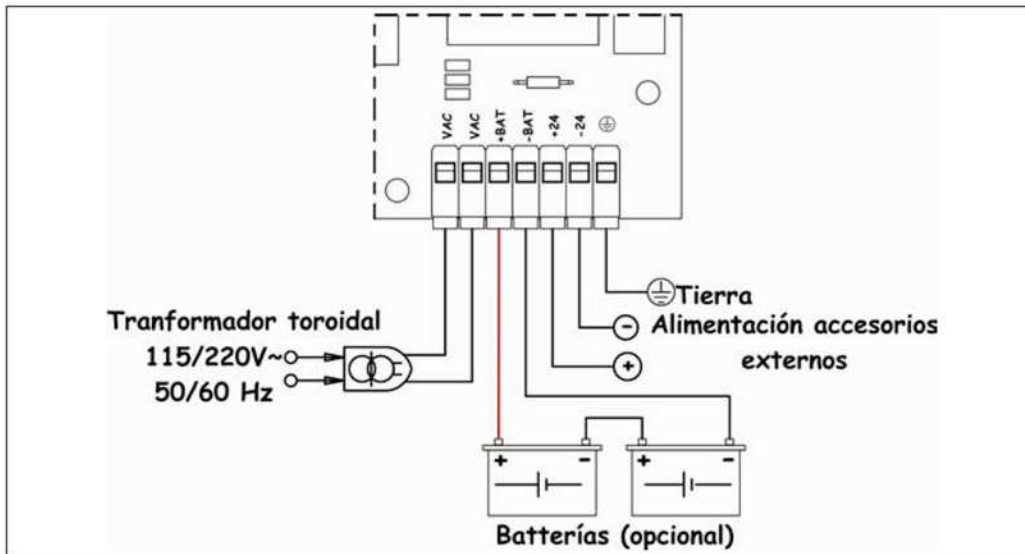 VAC VAC +BAT -BAT +24 -24
Tierra
Tranformador toroidal
Alimentación accesorios
115/220V~
externos
50/60 Hz
+ - + -
Batterías (opcional)